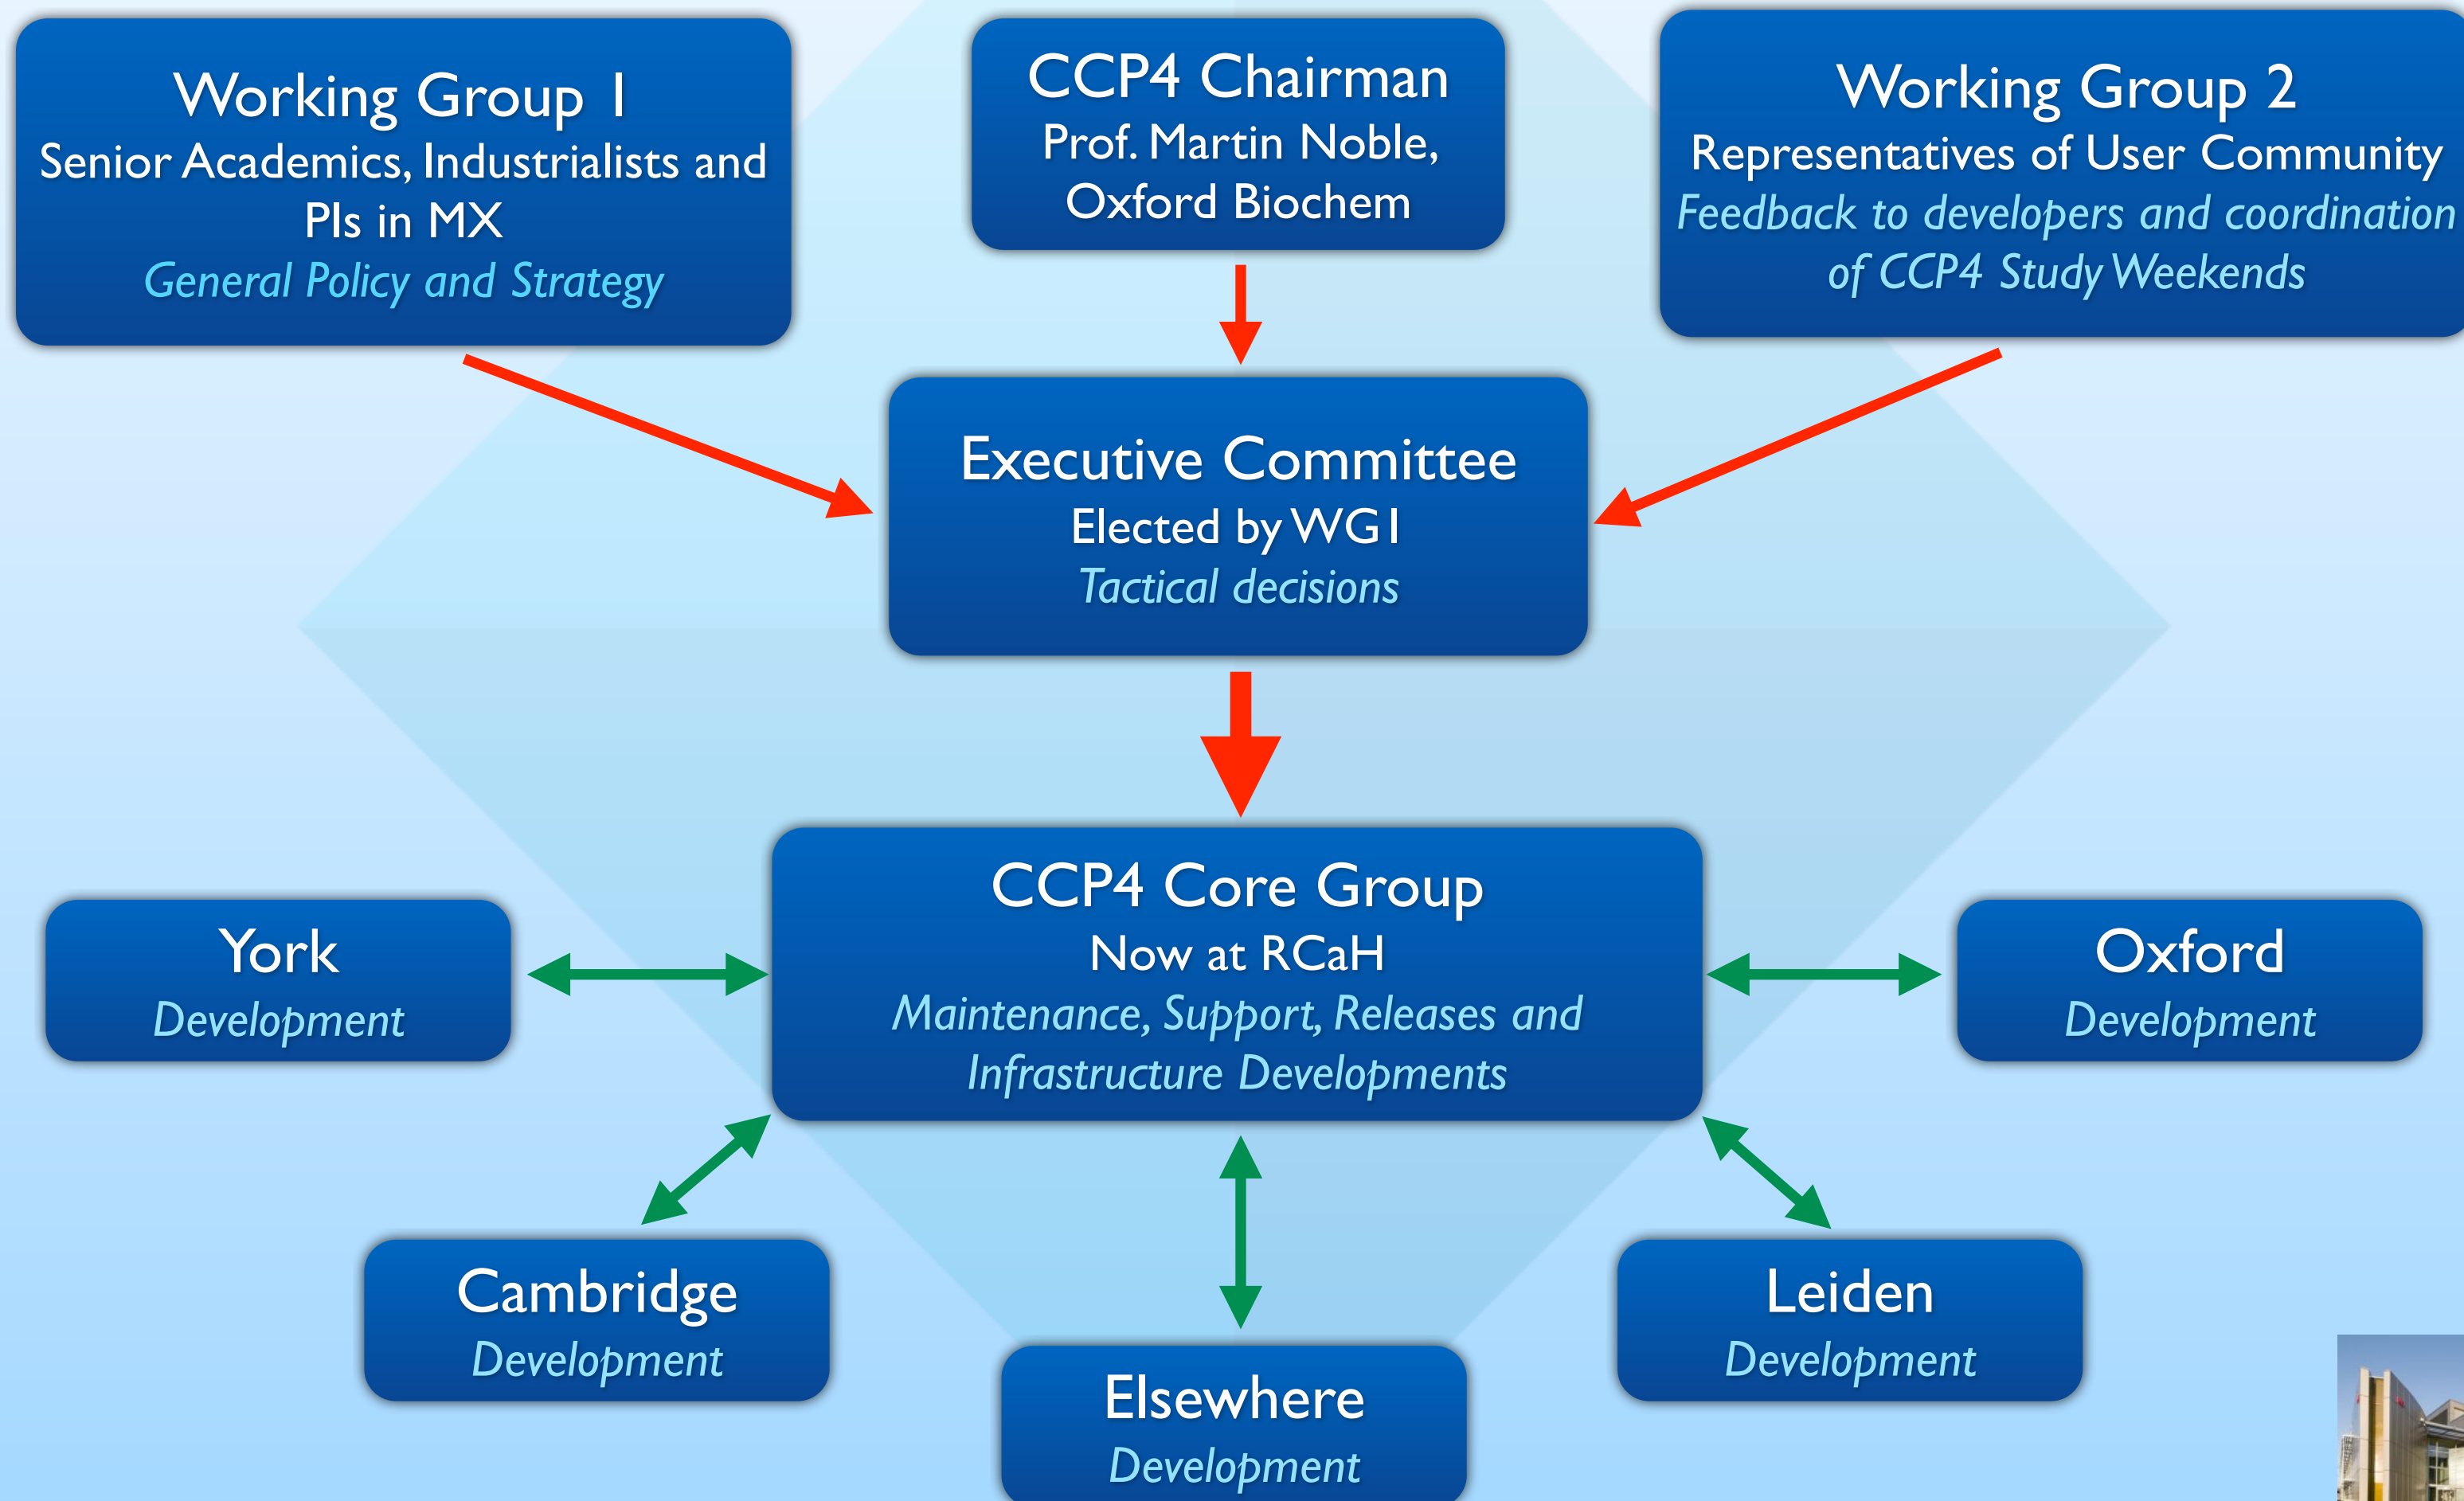 Working Group 1
Senior Academics, Industrialists and
PIs in MX
General Policy and Strategy
CCP4 Chairman
Prof. Martin Noble,
Oxford Biochem
Working Group 2
Representatives of User Community
Feedback to developers and coordination
of CCP4 Study Weekends
Executive Committee
Elected by WG1
Tactical decisions
CCP4 Core Group
Now at RCaH
Maintenance, Support, Releases and
Infrastructure Developments
York
Development
Oxford
Development
Cambridge
Development
Leiden
Development
Elsewhere
Development